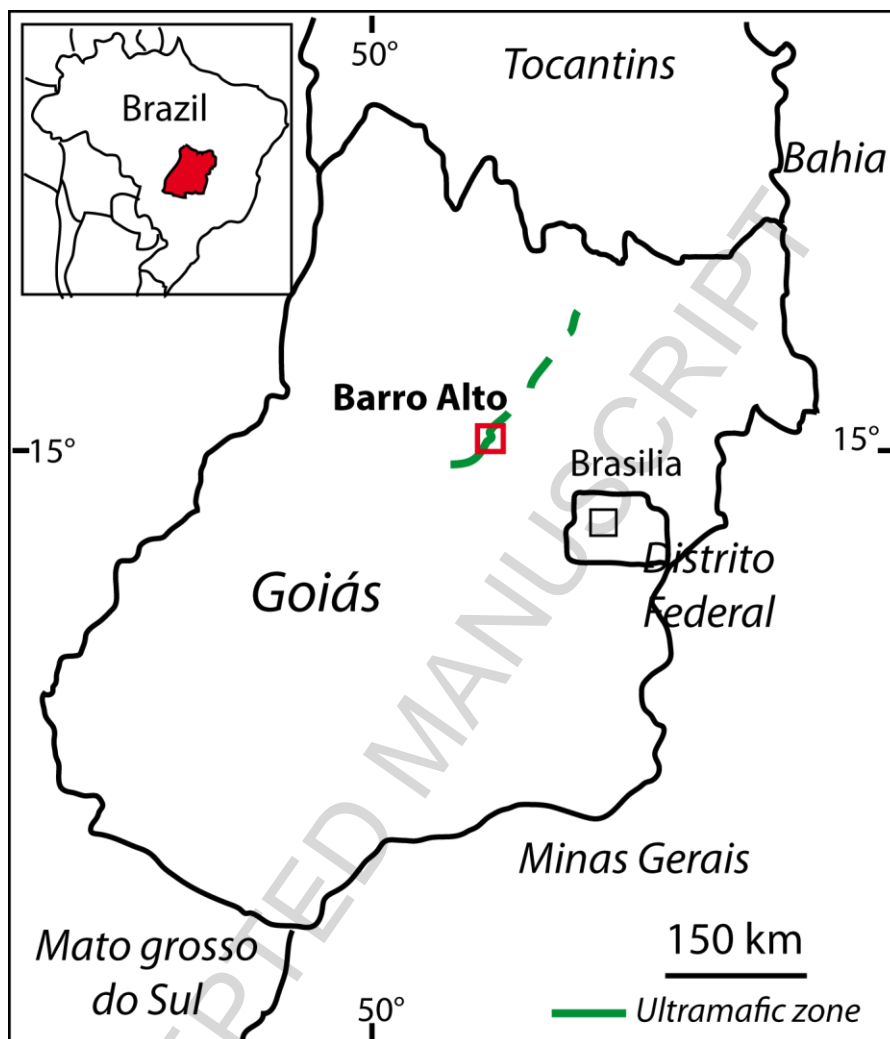 50°
Tocantins
Brazil
Bahia
Barro Alto
15°
15°
Brasilia
Distrito
Federal
Goiás
Minas Gerais
Mato grosso
do Sul
150 km
50°
Ultramafic zone
EPTED MANUSCRIPT